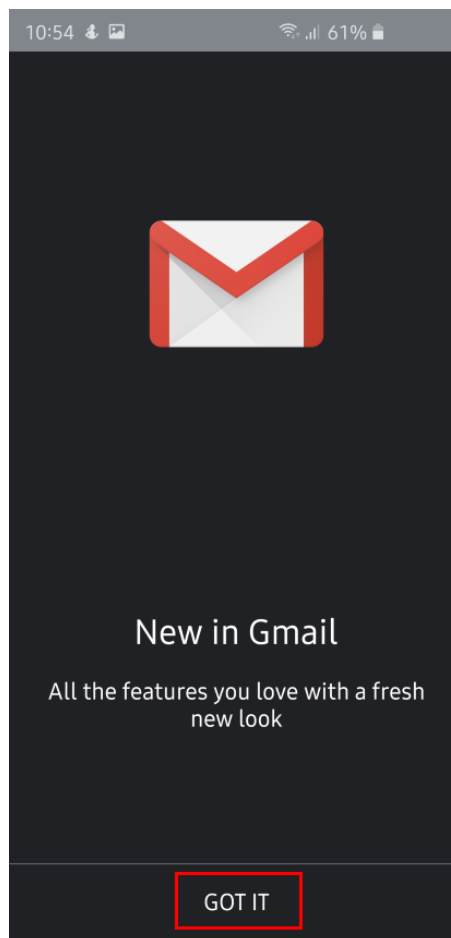 10:54 61%
New in Gmail
All the features you love with a fresh
new look
GOT IT